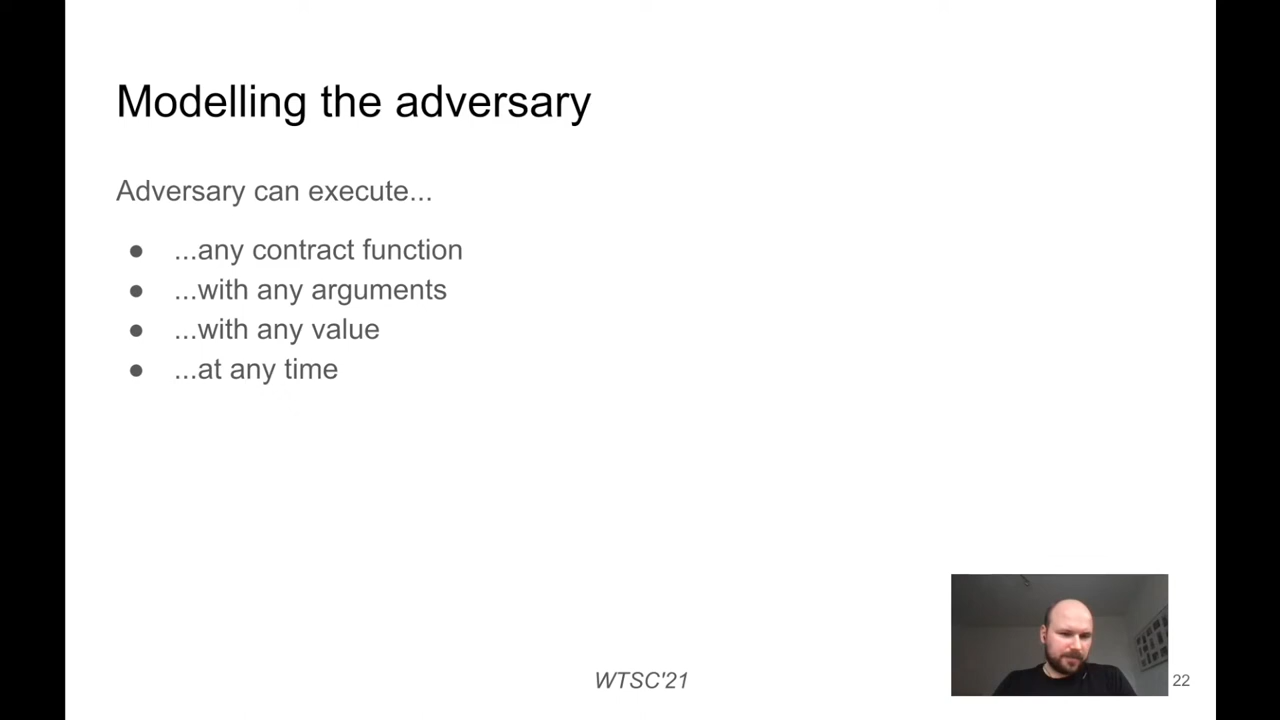 Modelling the adversary
Adversary can execute...
● ...any contract function
● ...with any arguments
● ...with any value
● ...at any time
WTSC'21
22